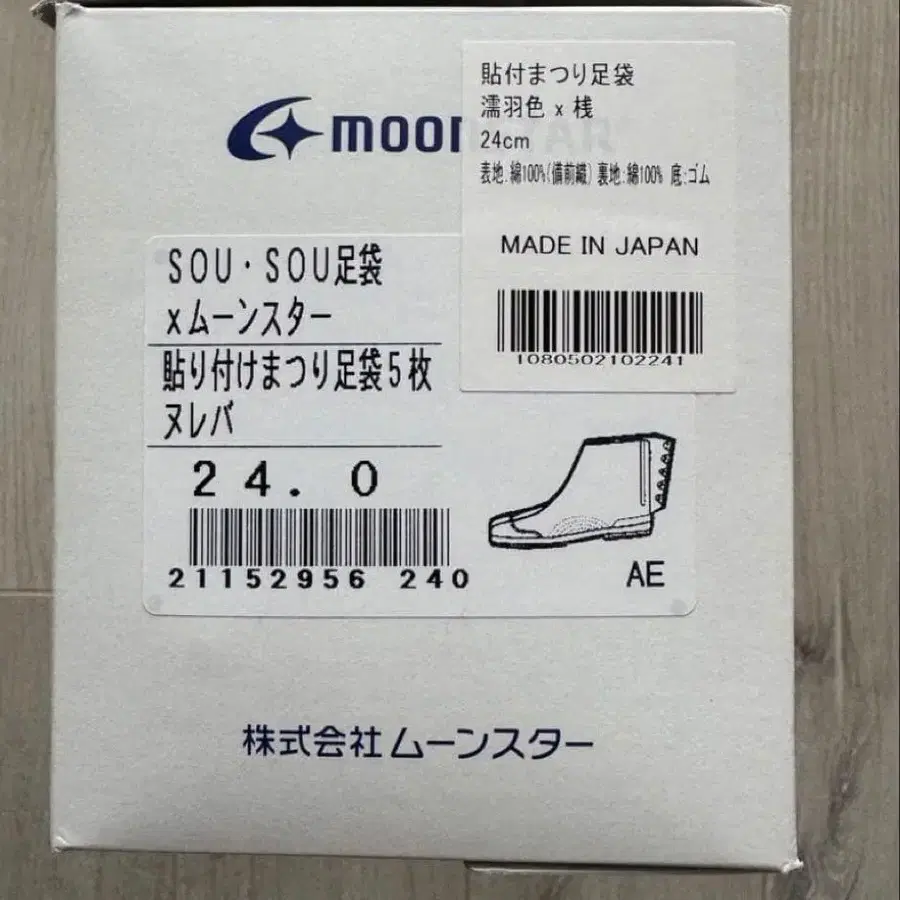 moon STAR
貼付まつり足袋
濡羽色 x 桟
24cm
表地:綿100%(備前織) 裏地:綿100% 底:ゴム
MADE IN JAPAN
1080502102241
SOU・SOU足袋
xムーンスター
貼り付けまつり足袋5枚
ヌレバ
24.0
21152956 240
AE
株式会社ムーンスター